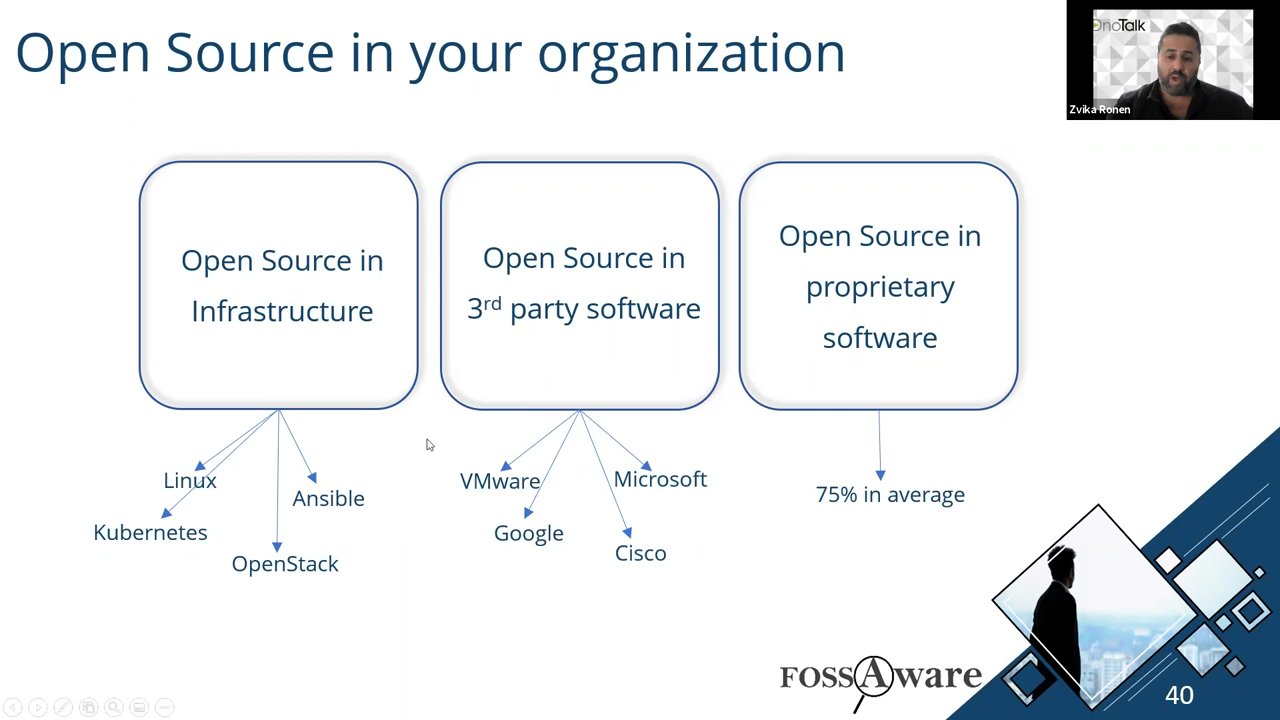 Open Source in your organization
OnoTalk
Zvika Ronen
Open Source in
Infrastructure
Open Source in
3rd party software
Open Source in
proprietary
software
Linux
Ansible
Kubernetes
OpenStack
VMware
Microsoft
Google
Cisco
75% in average
FOSSAware
40